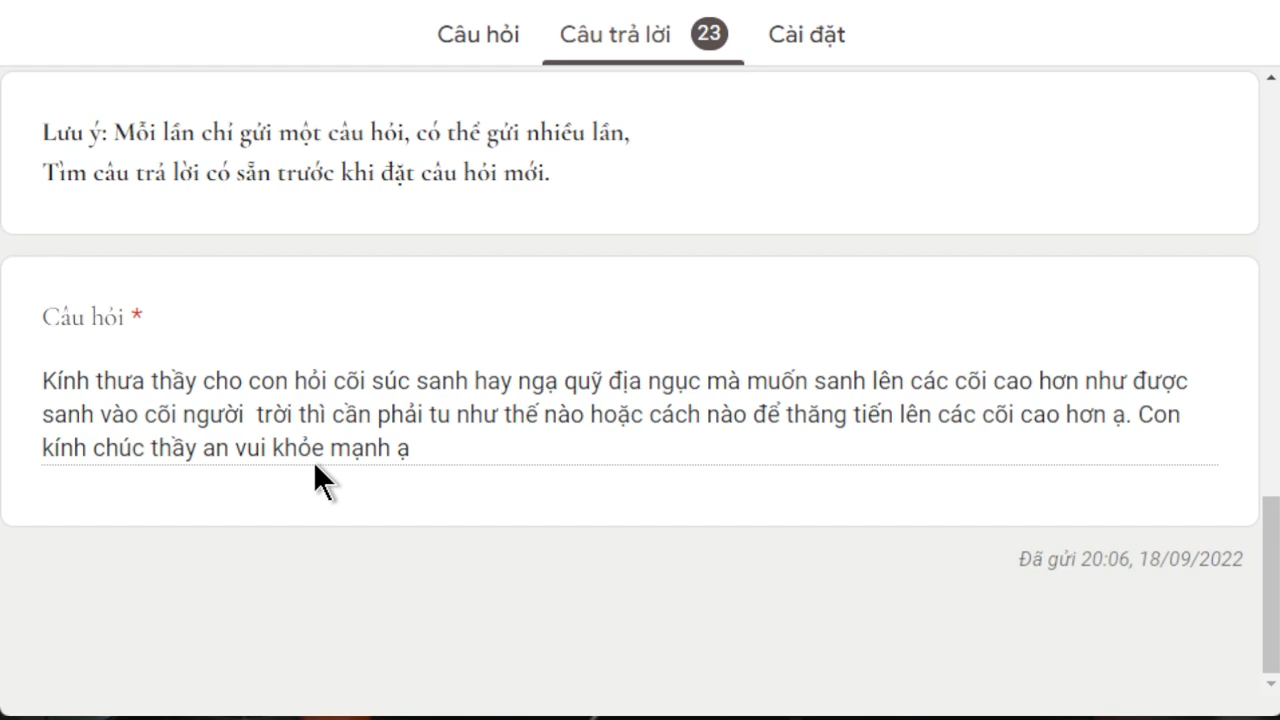 Câu hỏi Câu trả lời 23 Cài đặt
Lưu ý: Mỗi lần chỉ gửi một câu hỏi, có thể gửi nhiều lần,
Tìm câu trả lời có sẵn trước khi đặt câu hỏi mới.
Câu hỏi *
Kính thưa thầy cho con hỏi cõi súc sanh hay ngạ quỹ địa ngục mà muốn sanh lên các cõi cao hơn như được
sanh vào cõi người  trời thì cần phải tu như thế nào hoặc cách nào để thăng tiến lên các cõi cao hơn ạ. Con
kính chúc thầy an vui khỏe mạnh ạ
Đã gửi 20:06, 18/09/2022